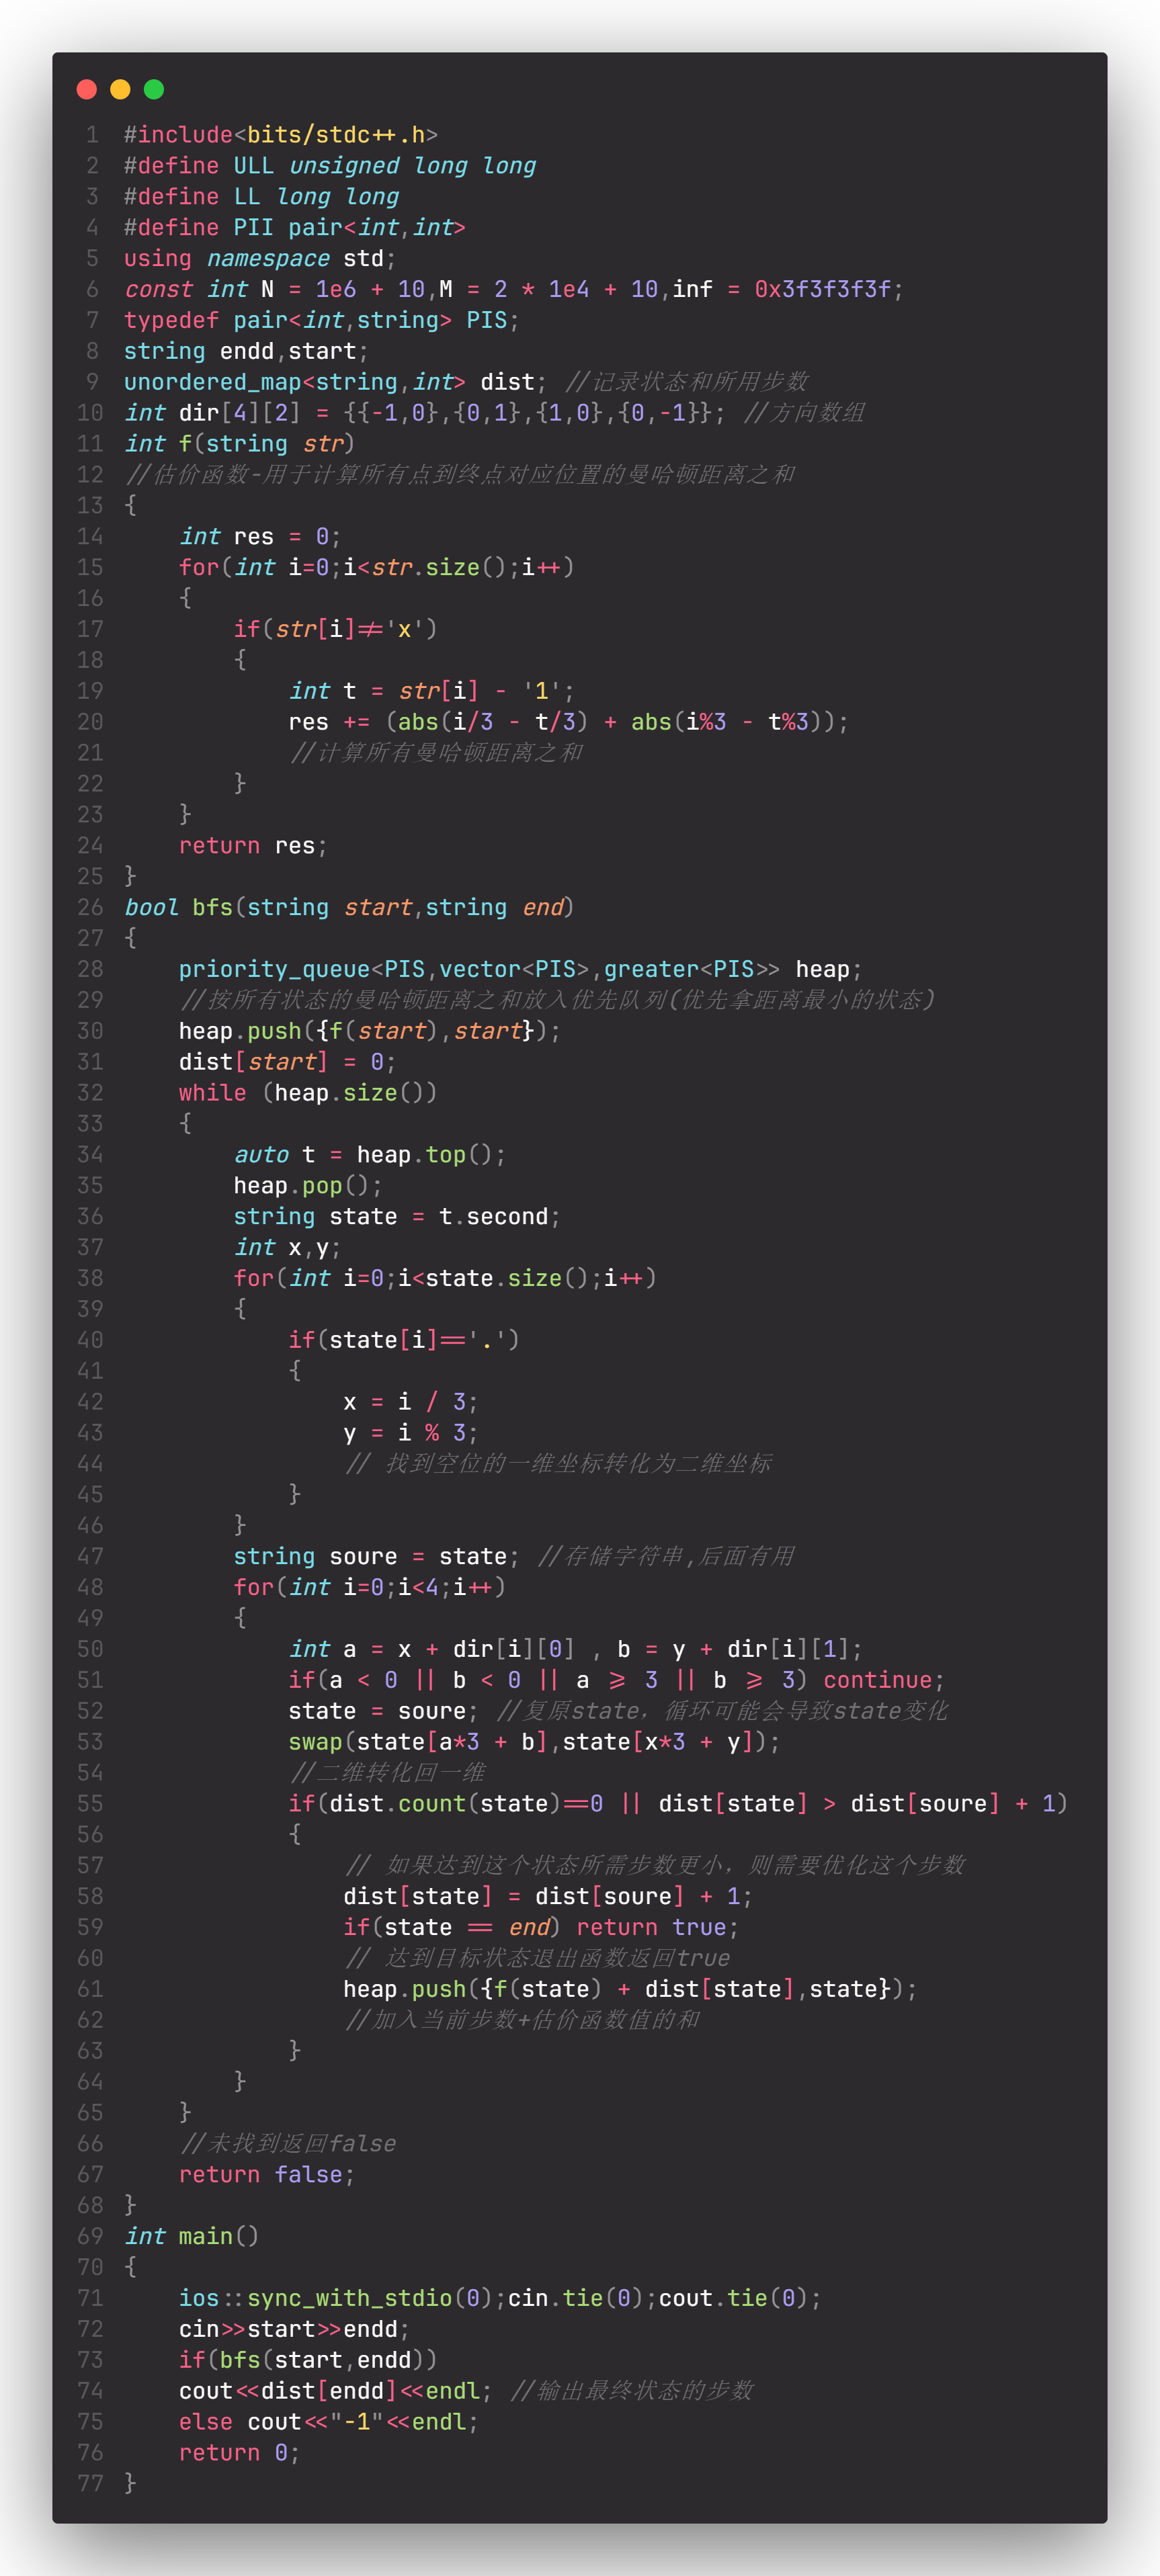 1 #include<bits/stdc++.h>
2 #define ULL unsigned long long
3 #define LL long long
4 #define PII pair<int,int>
5 using namespace std;
6 const int N = 1e6 + 10,M = 2 * 1e4 + 10,inf = 0x3f3f3f3f;
7 typedef pair<int,string> PIS;
8 string endd,start;
9 unordered_map<string,int> dist; //记录状态和所用步数
10 int dir[4][2] = {{-1,0},{0,1},{1,0},{0,-1}}; //方向数组
11 int f(string str)
12 //估价函数-用于计算所有点到终点对应位置的曼哈顿距离之和
13 {
14     int res = 0;
15     for(int i=0;i<str.size();i++)
16     {
17         if(str[i]!='x')
18         {
19             int t = str[i] - '1';
20             res += (abs(i/3 - t/3) + abs(i%3 - t%3));
21             //计算所有曼哈顿距离之和
22         }
23     }
24     return res;
25 }
26 bool bfs(string start,string end)
27 {
28     priority_queue<PIS,vector<PIS>,greater<PIS>> heap;
29     //按所有状态的曼哈顿距离之和放入优先队列(优先拿距离最小的状态)
30     heap.push({f(start),start});
31     dist[start] = 0;
32     while (heap.size())
33     {
34         auto t = heap.top();
35         heap.pop();
36         string state = t.second;
37         int x,y;
38         for(int i=0;i<state.size();i++)
39         {
40             if(state[i]=='.')
41             {
42                 x = i / 3;
43                 y = i % 3;
44                 // 找到空位的一维坐标转化为二维坐标
45             }
46         }
47         string soure = state; //存储字符串,后面有用
48         for(int i=0;i<4;i++)
49         {
50             int a = x + dir[i][0] , b = y + dir[i][1];
51             if(a < 0 || b < 0 || a >= 3 || b >= 3) continue;
52             state = soure; //复原state，循环可能会导致state变化
53             swap(state[a*3 + b],state[x*3 + y]);
54             //二维转化回一维
55             if(dist.count(state)==0 || dist[state] > dist[soure] + 1)
56             {
57                 // 如果达到这个状态所需步数更小，则需要优化这个步数
58                 dist[state] = dist[soure] + 1;
59                 if(state == end) return true;
60                 // 达到目标状态退出函数返回true
61                 heap.push({f(state) + dist[state],state});
62                 //加入当前步数+估价函数值的和
63             }
64         }
65     }
66     //未找到返回false
67     return false;
68 }
69 int main()
70 {
71     ios::sync_with_stdio(0);cin.tie(0);cout.tie(0);
72     cin>>start>>endd;
73     if(bfs(start,endd))
74     cout<<dist[endd]<<endl; //输出最终状态的步数
75     else cout<<"-1"<<endl;
76     return 0;
77 }